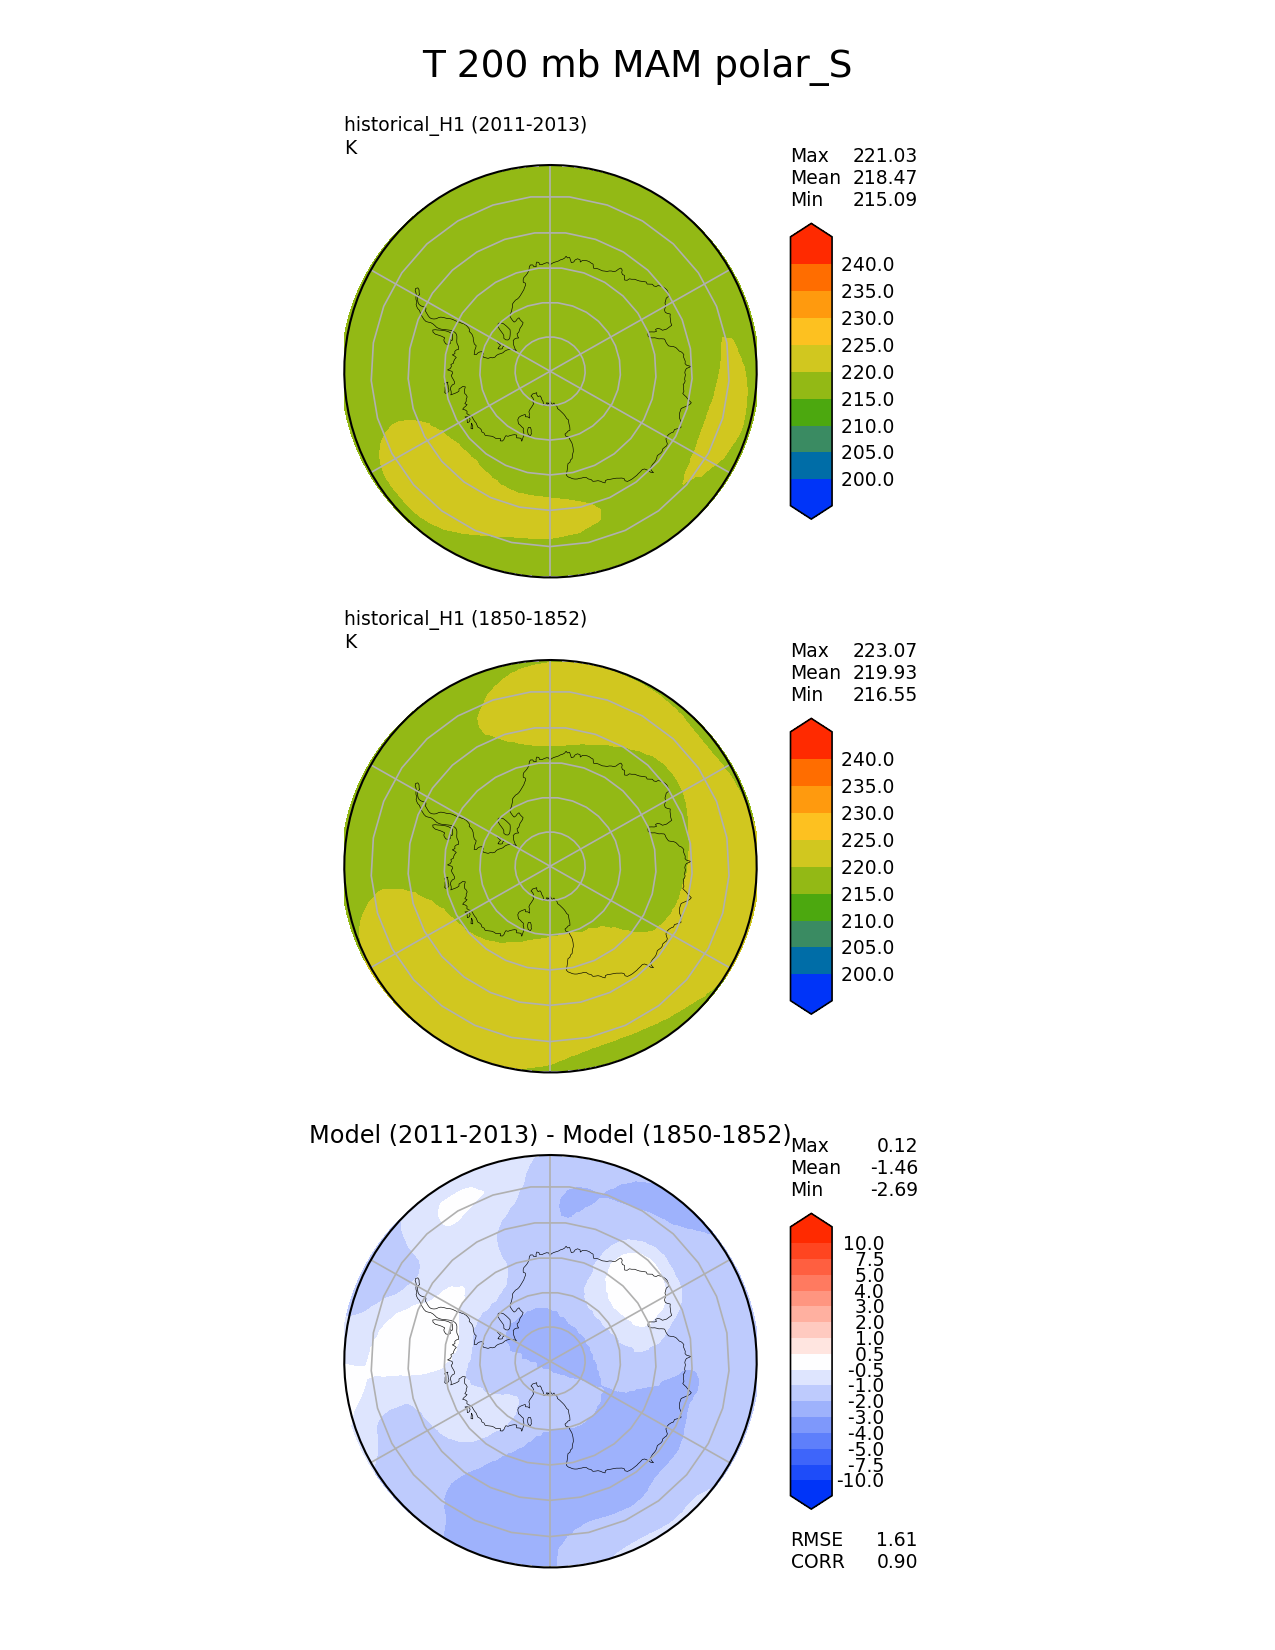 T 200 mb MAM polar_S
historical_H1 (2011-2013)
K
Max 221.03
Mean 218.47
Min 215.09
240.0
235.0
230.0
225.0
220.0
215.0
210.0
205.0
200.0
historical_H1 (1850-1852)
K
Max 223.07
Mean 219.93
Min 216.55
240.0
235.0
230.0
225.0
220.0
215.0
210.0
205.0
200.0
Model (2011-2013) - Model (1850-1852)
Max 0.12
Mean -1.46
Min -2.69
10.0
7.5
5.0
4.0
3.0
2.0
1.0
0.5
-0.5
-1.0
-2.0
-3.0
-4.0
-5.0
-7.5
-10.0
RMSE 1.61
CORR 0.90